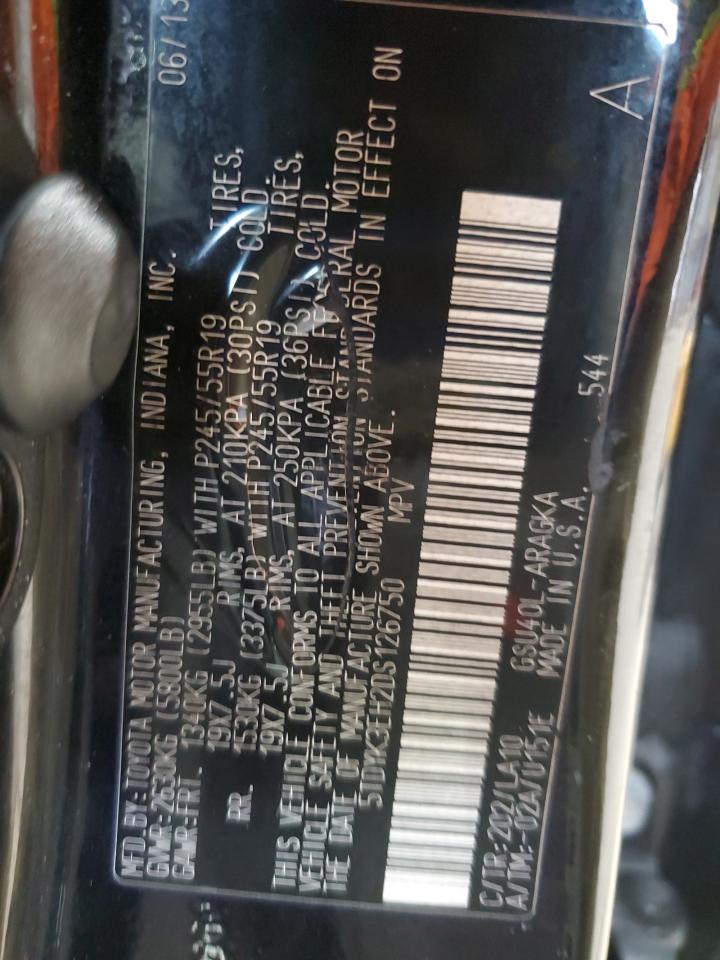 MFD BY: TOYOTA MOTOR MANUFACTURING, INDIANA, INC. 06/13
GVWR-2630KG (5800LB)
GAWR:FRT. 1340KG (2955LB) WITH P245/55R19 TIRES,
19X7.5J RIMS, AT 210KPA (30PSI) COLD
RR. 1530KG (3375LB) WITH P245/55R19 TIRES,
19X7.5J RIMS, AT 250KPA (36PSI) COLD.
THIS VEHICLE CONFORMS TO ALL APPLICABLE FEDERAL MOTOR
VEHICLE SAFETY AND THEFT PREVENTION STANDARDS IN EFFECT ON
THE DATE OF MANUFACTURE SHOWN ABOVE.
MPV
C/TR:202/LA10 GSU40L-ARAGKA
A/TM:-02A/U151E MADE IN U.S.A. 544
A